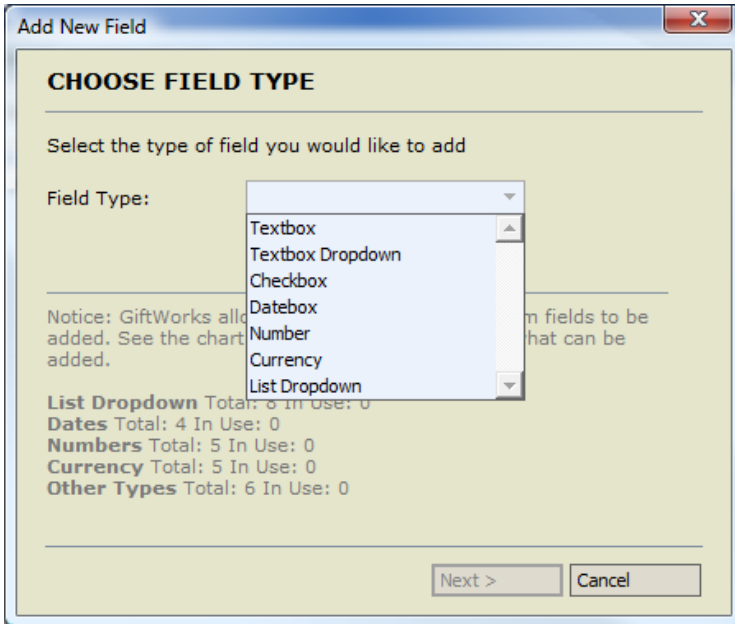 Add New Field
CHOOSE FIELD TYPE
Select the type of field you would like to add
Field Type:
Textbox
Textbox Dropdown
Checkbox
Datebox
Number
Currency
List Dropdown
Notice: GiftWorks fields to be
added. See the chart what can be
added.
List Dropdown Total: 8 In Use: 0
Dates Total: 4 In Use: 0
Numbers Total: 5 In Use: 0
Currency Total: 5 In Use: 0
Other Types Total: 6 In Use: 0
Next >
Cancel